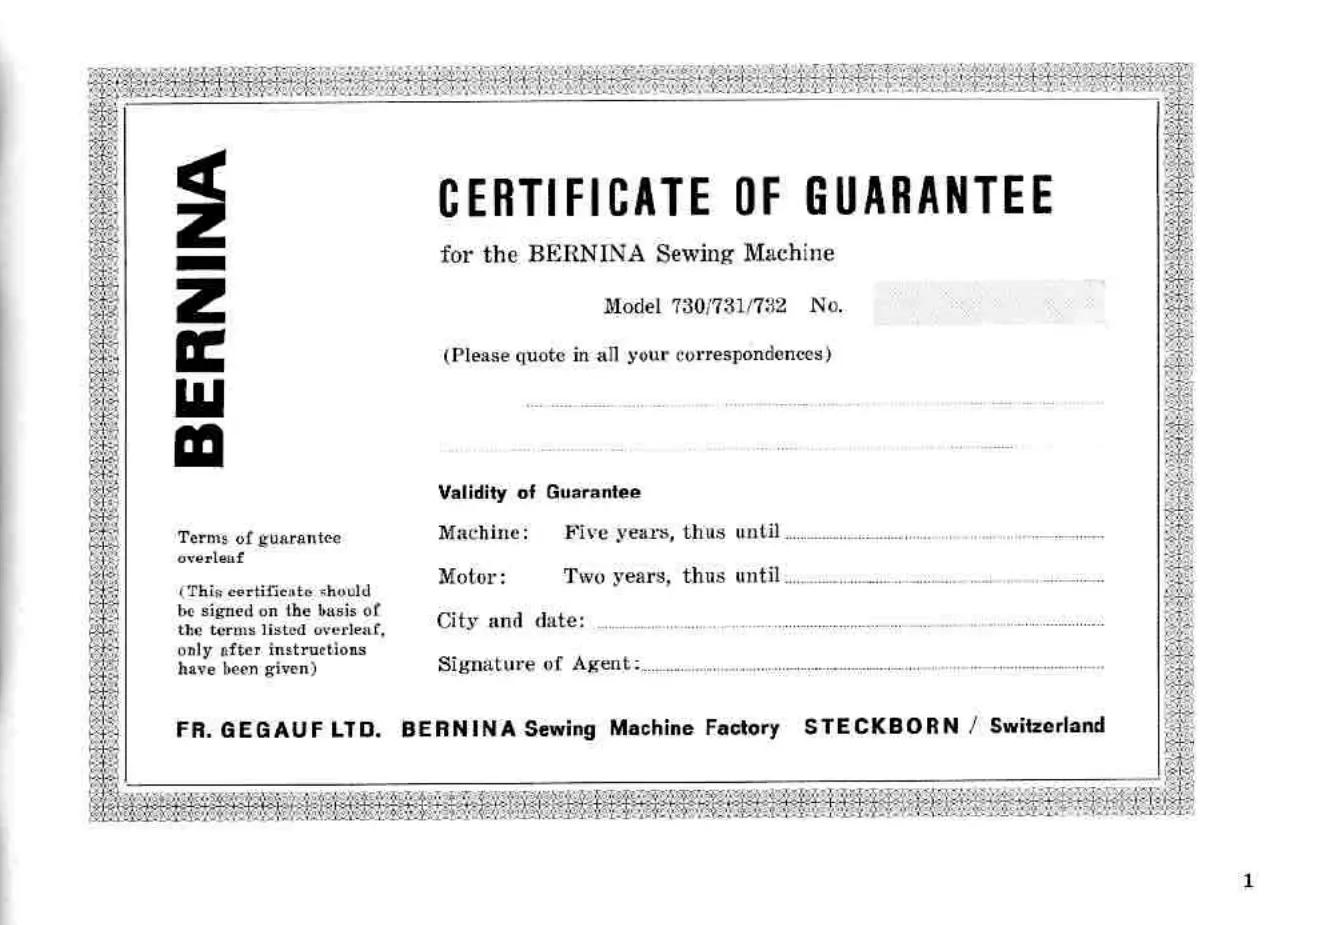 BERNINA
CERTIFICATE OF GUARANTEE
for the BERNINA Sewing Machine
Model 730/731/732 No.
(Please quote in all your correspondences)
Validity of Guarantee
Machine: Five years, thus until
Motor: Two years, thus until
City and date:
Signature of Agent:
Terms of guarantee
overleaf
(This certificate should
be signed on the basis of
the terms listed overleaf,
only after instructions
have been given)
FR. GEGAUF LTD. BERNINA Sewing Machine Factory STECKBORN / Switzerland
1